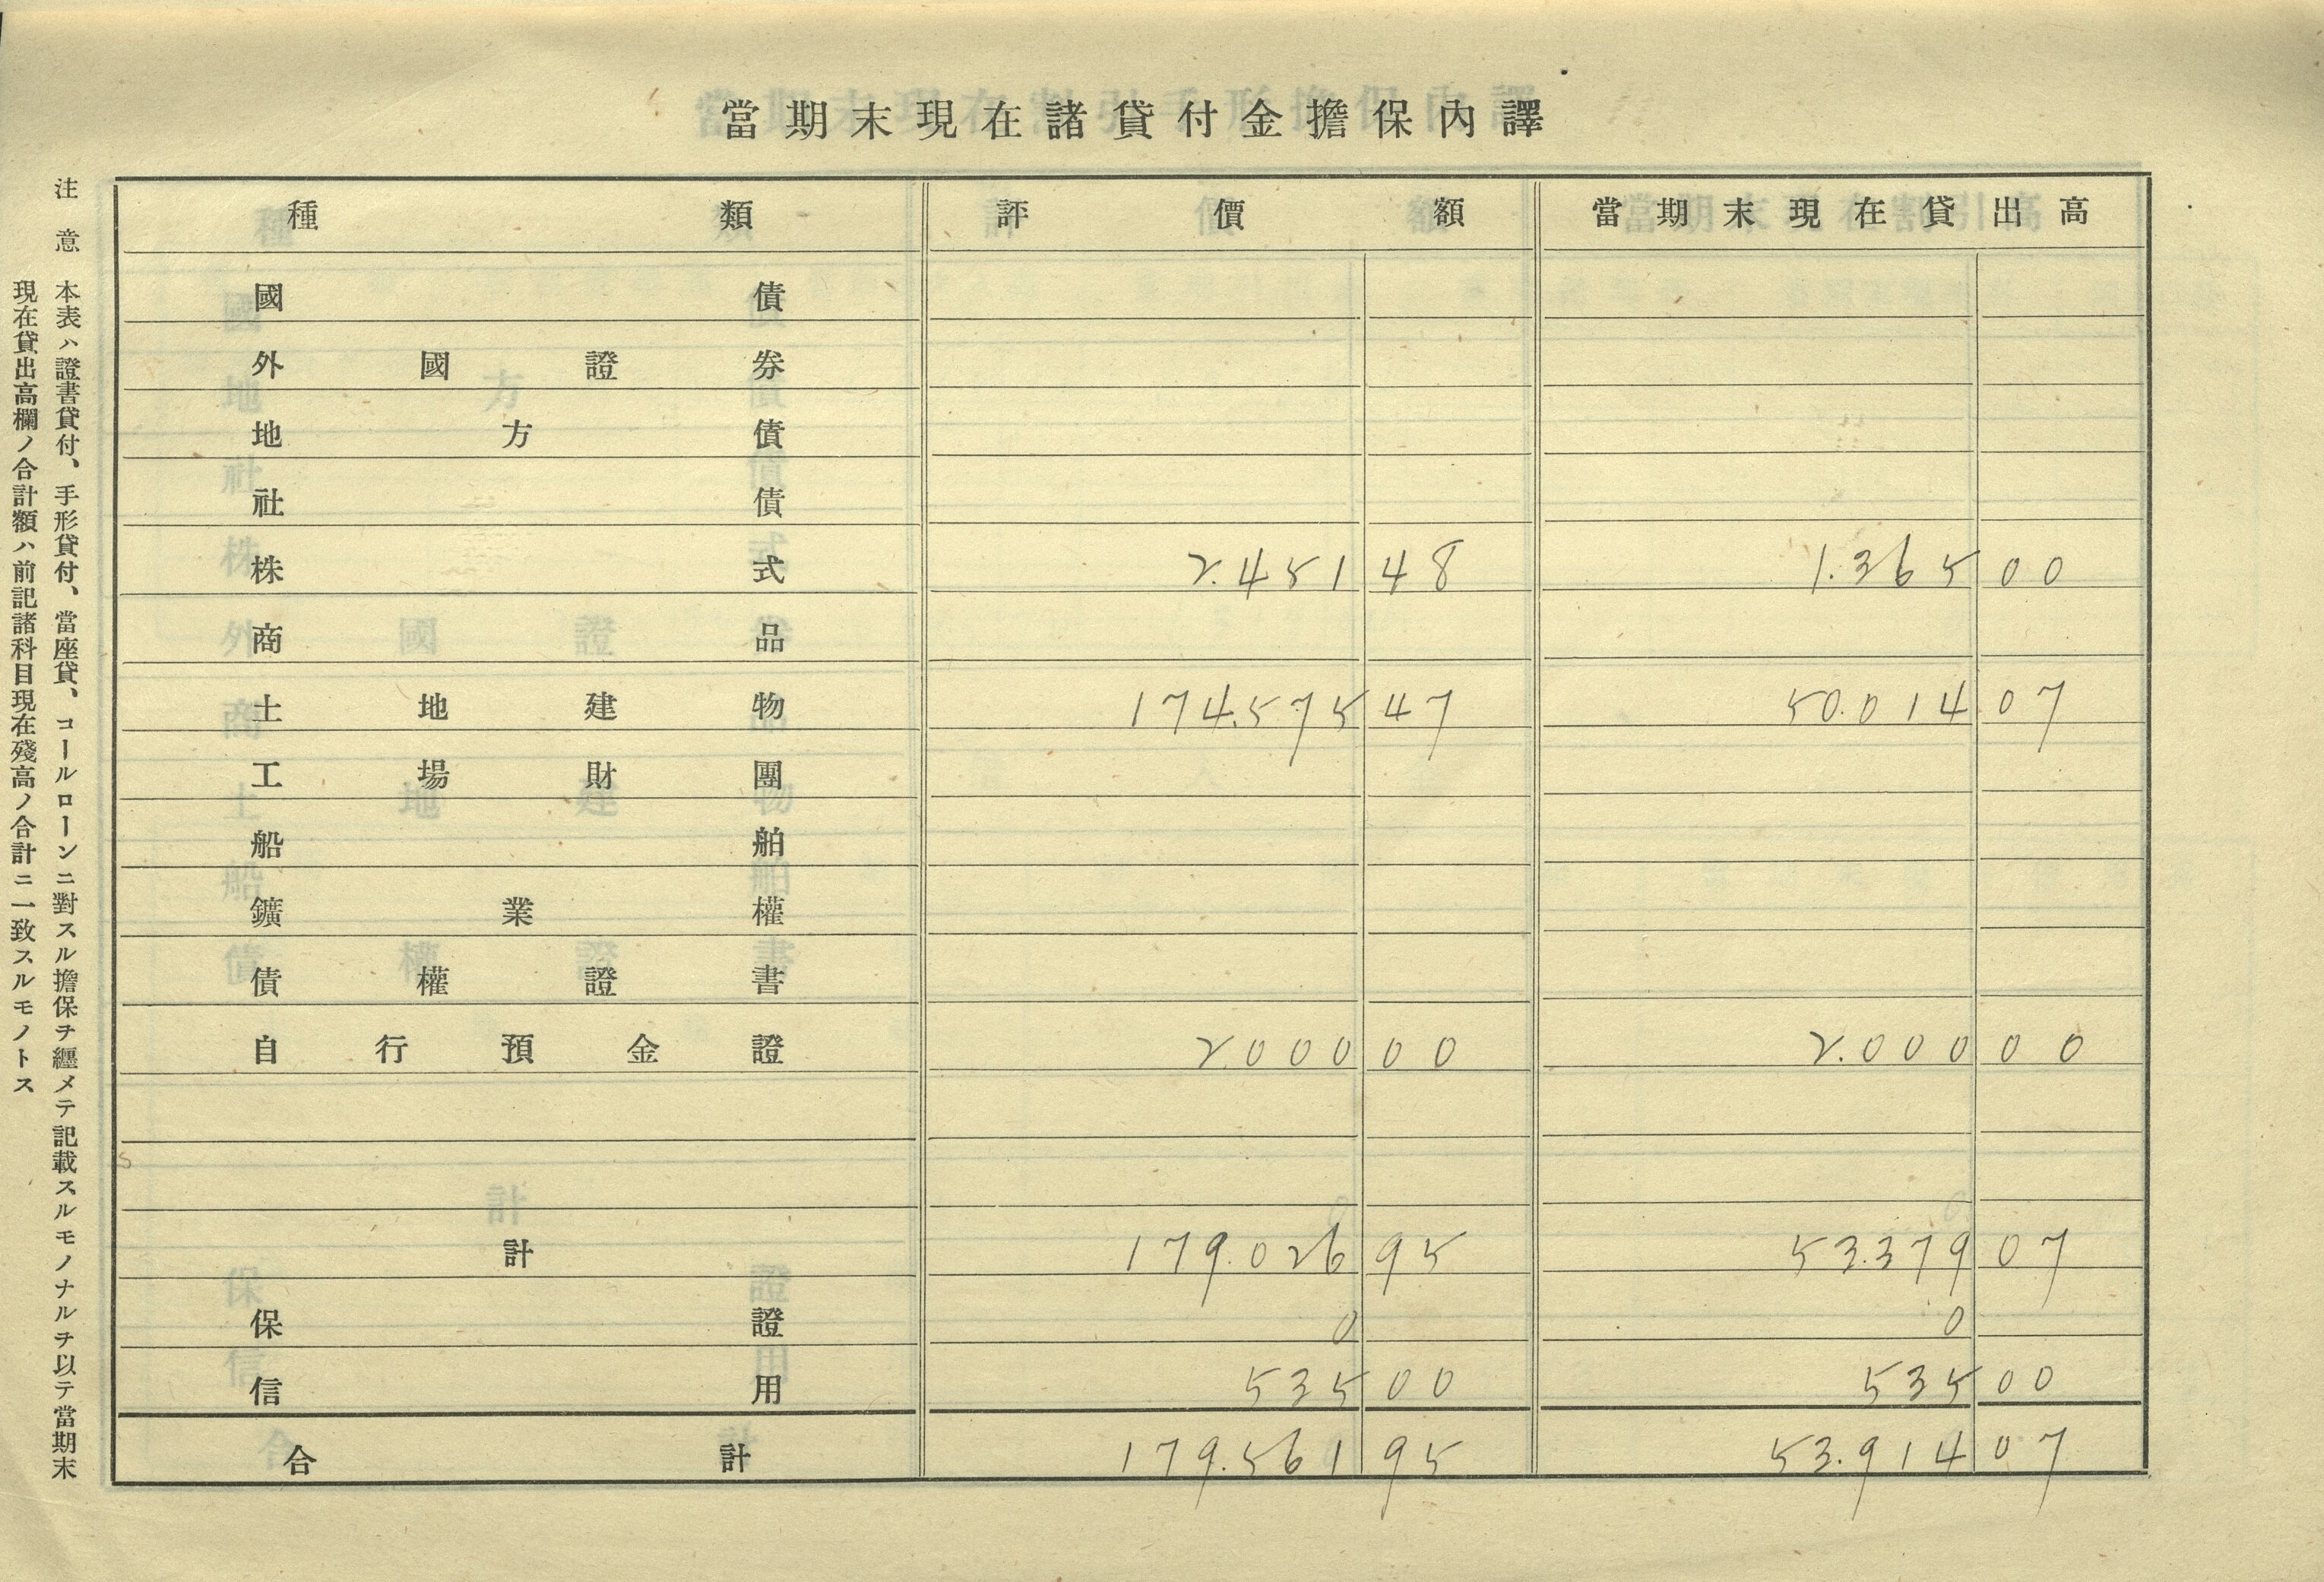 當期末現在諸貸付金擔保內譯
種類 評價額 當期末現在貸出高
國債
外國證券
地方債
社債
株式 2.451 48 1.365 00
商品
土地建物 174.575 47 50.014 07
工場財團
船舶
鑛業權
債權證書
自行預金證 2.000 00 2.000 00
計 179.026 95 53.379 07
保證 0 0
信用 535 00 535 00
合計 179.561 95 53.914 07
注意 本表ハ證書貸付、手形貸付、當座貸、コールローンニ對スル擔保ヲ纒メテ記載スルモノナルヲ以テ當期末
現在貸出高欄ノ合計額ハ前記諸科目現在殘高ノ合計ニ一致スルモノトス